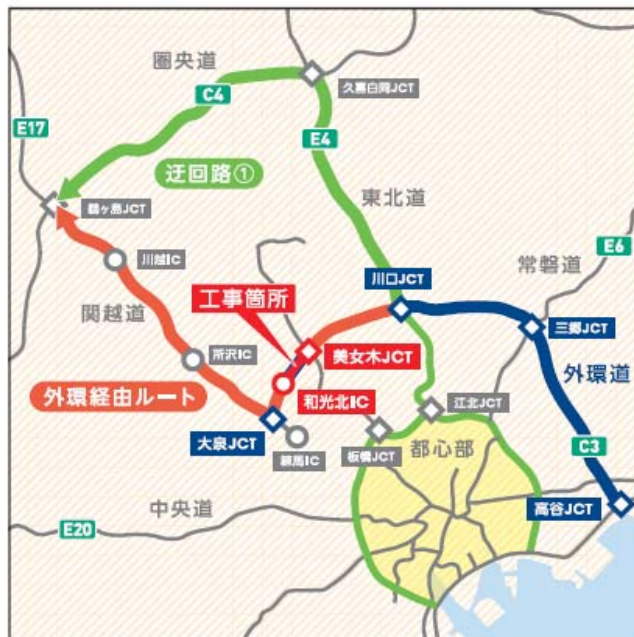 圏央道
C4
久喜白岡JCT
E17
E4
迂回路①
東北道
鶴ヶ島JCT
E6
川越IC
川口JCT
常磐道
工事箇所
関越道
三郷JCT
所沢IC
美女木JCT
外環道
外環経由ルート
和光北IC
江北JCT
大泉JCT
都心部
C3
練馬IC
板橋JCT
中央道
高谷JCT
E20